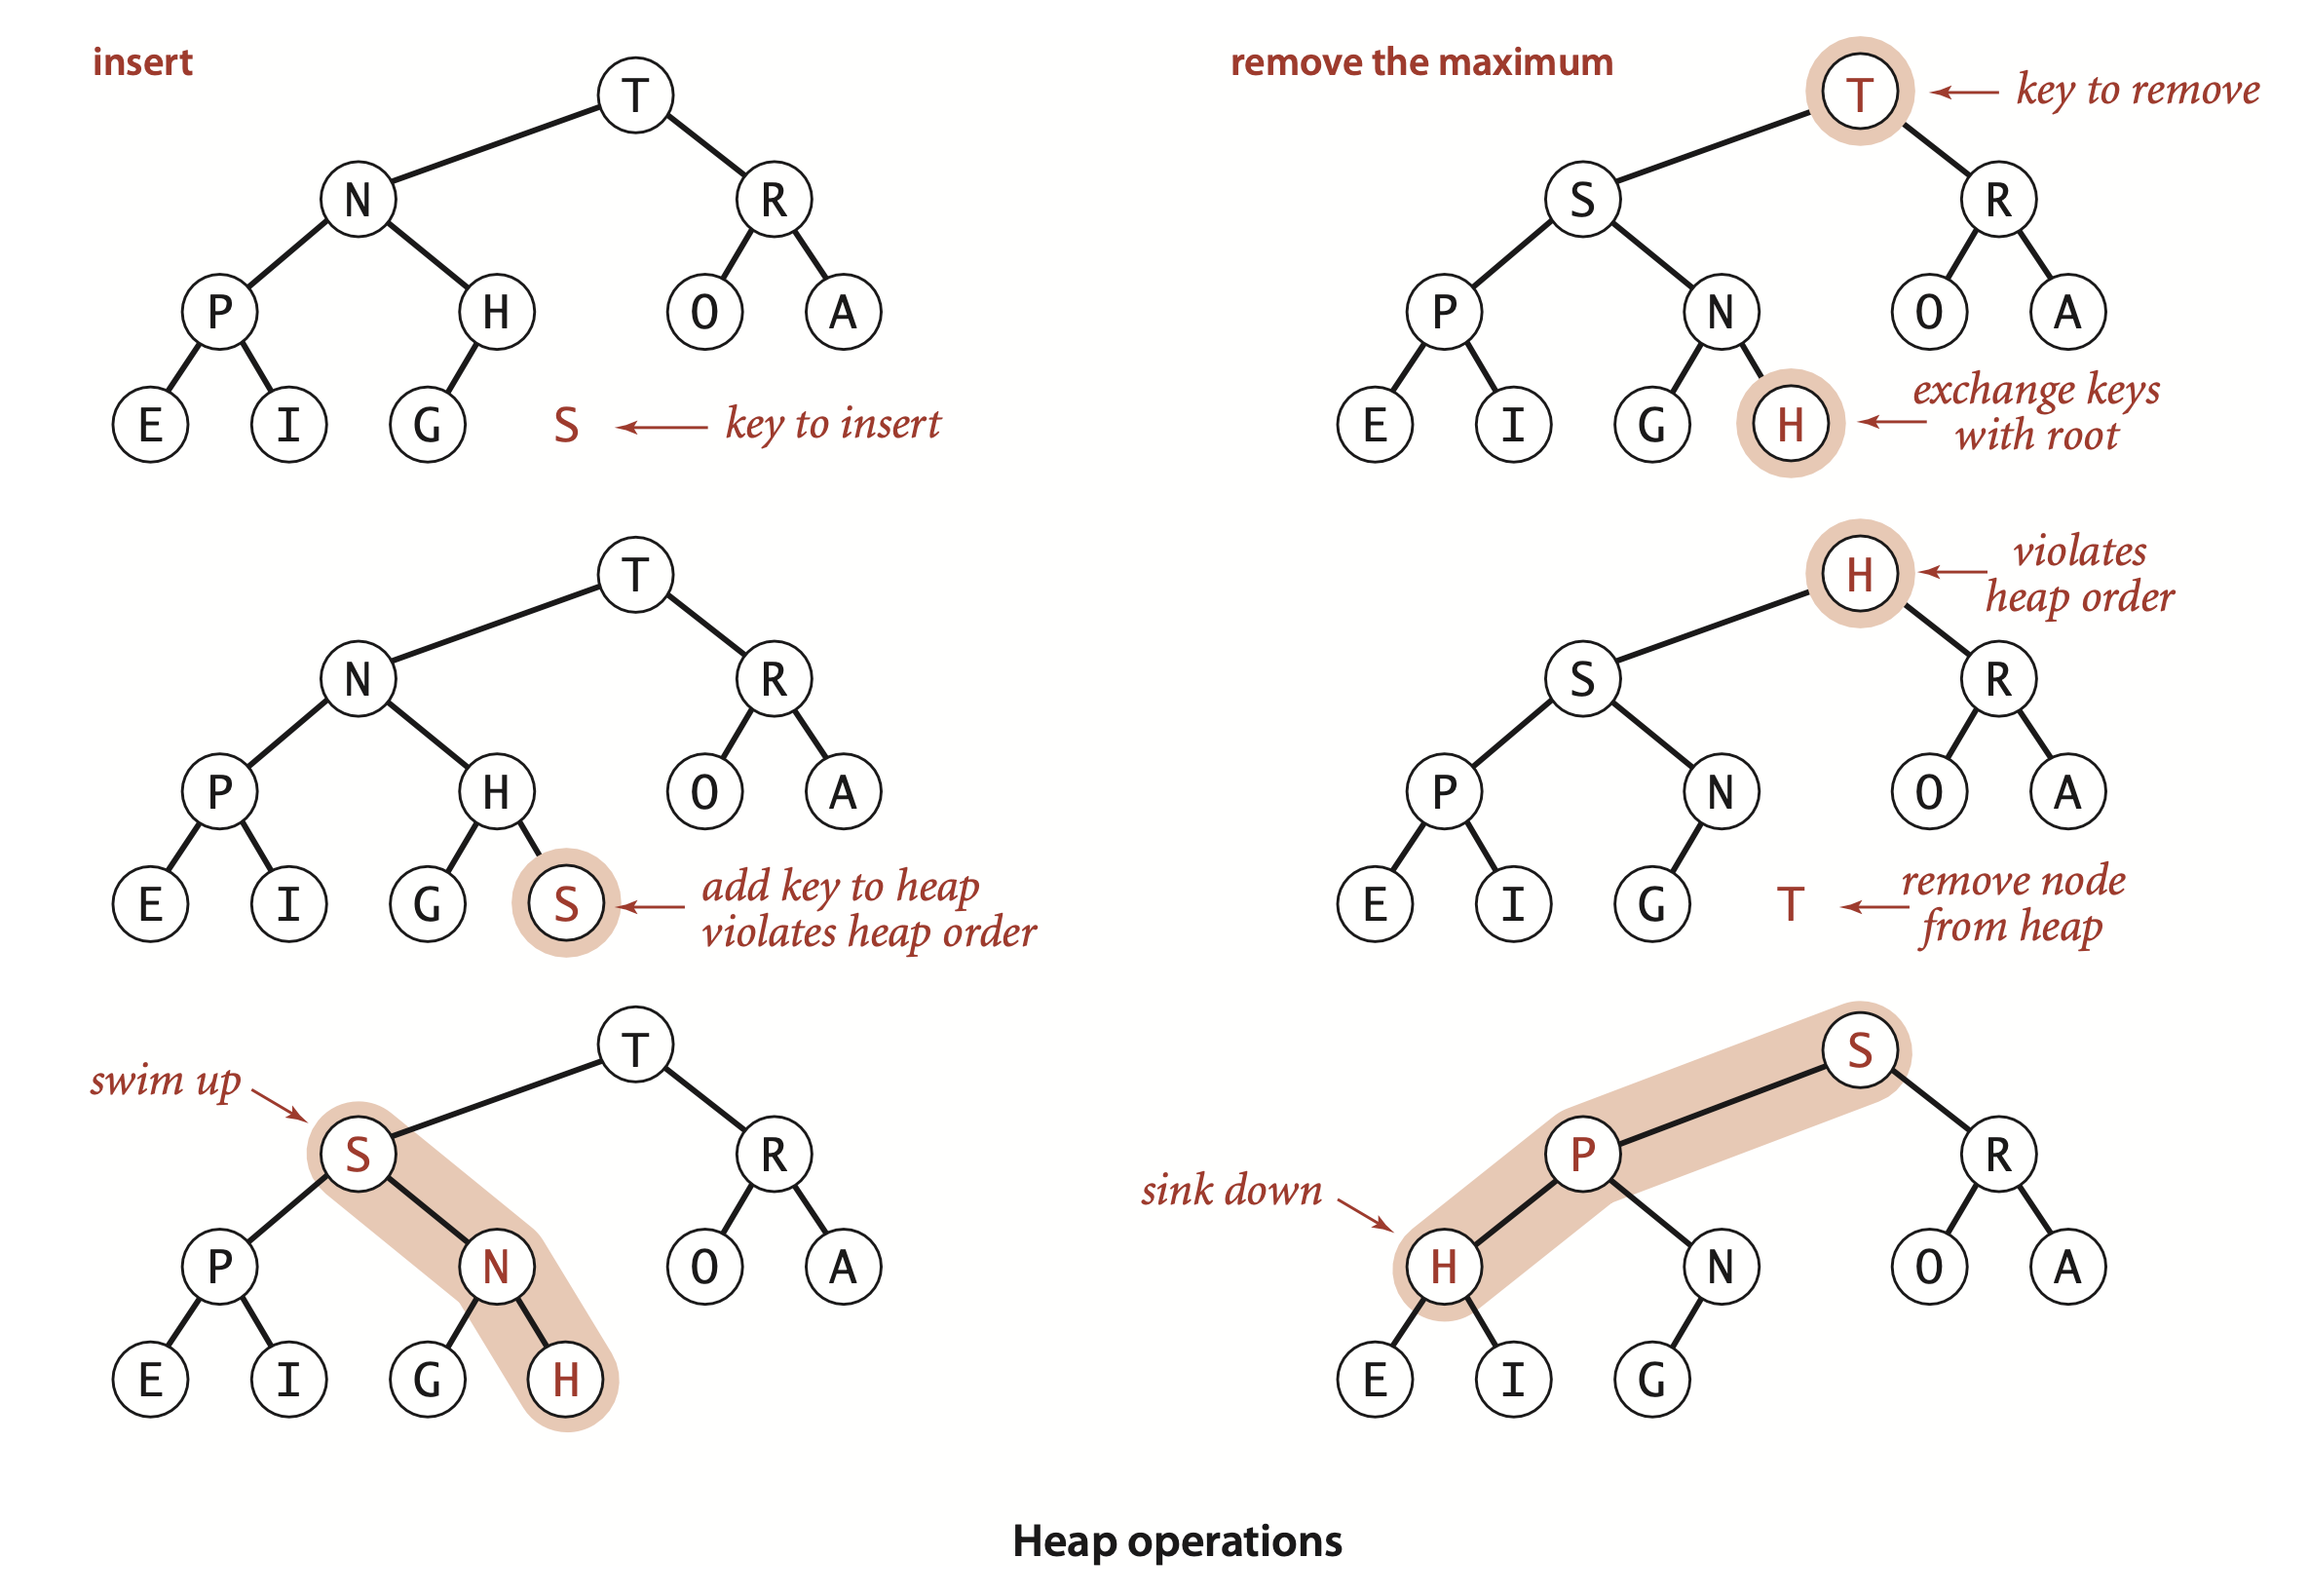 insert
T
N R
P H O A
E I G S key to insert
T
N R
P H O A
E I G S add key to heap
violates heap order
T
swim up
S R
P N O A
E I G H
remove the maximum
T key to remove
S R
P N O A
exchange keys
with root
E I G H
H violates
heap order
S R
P N O A
E I G T remove node
from heap
S
P R
sink down
H N O A
E I G
Heap operations